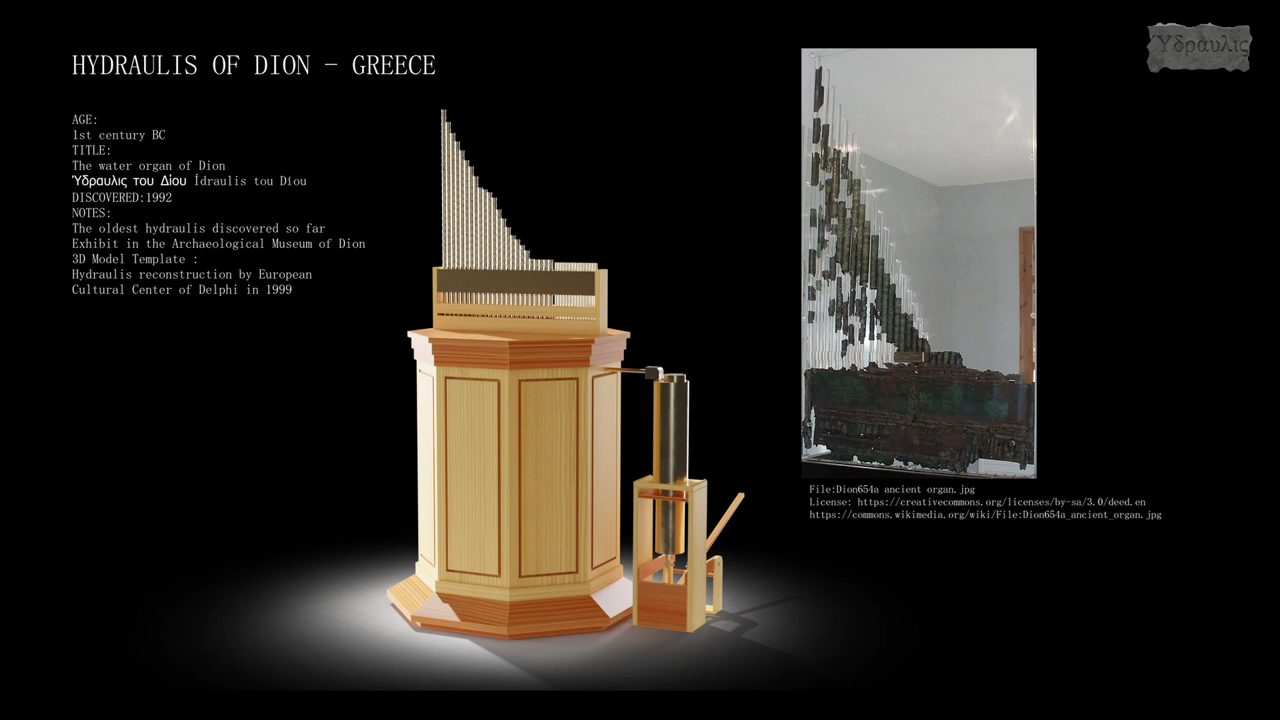 HYDRAULIS OF DION - GREECE
Ὕδραυλις
AGE:
1st century BC
TITLE:
The water organ of Dion
Ὕδραυλις του Δίου Ídraulis tou Díou
DISCOVERED:1992
NOTES:
The oldest hydraulis discovered so far
Exhibit in the Archaeological Museum of Dion
3D Model Template :
Hydraulis reconstruction by European
Cultural Center of Delphi in 1999
File:Dion654a ancient organ.jpg
License: https://creativecommons.org/licenses/by-sa/3.0/deed.en
https://commons.wikimedia.org/wiki/File:Dion654a_ancient_organ.jpg